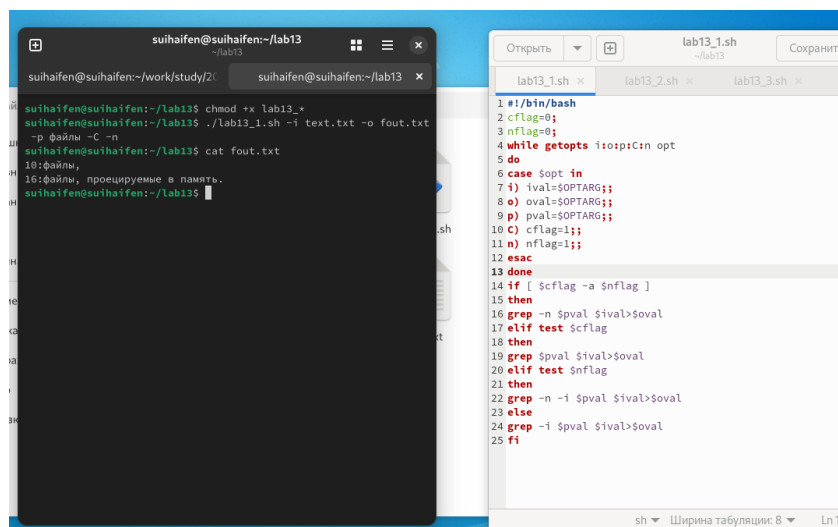 suihaifen@suihaifen:~/lab13
~/lab13
suihaifen@suihaifen:~/work/study/20
suihaifen@suihaifen:~/lab13
suihaifen@suihaifen:~/lab13$ chmod +x lab13_*
suihaifen@suihaifen:~/lab13$ ./lab13_1.sh -i text.txt -o fout.txt
-p файлы -C -n
suihaifen@suihaifen:~/lab13$ cat fout.txt
10:файлы,
16:файлы, проецируемые в память.
suihaifen@suihaifen:~/lab13$
.sh
Открыть
lab13_1.sh
~/lab13
Сохранит
lab13_1.sh
lab13_2.sh
lab13_3.sh
1 #!/bin/bash
2 cflag=0;
3 nflag=0;
4 while getopts i:o:p:C:n opt
5 do
6 case $opt in
7 i) ival=$OPTARG;;
8 o) oval=$OPTARG;;
9 p) pval=$OPTARG;;
10 C) cflag=1;;
11 n) nflag=1;;
12 esac
13 done
14 if [ $cflag -a $nflag ]
15 then
16 grep -n $pval $ival>$oval
17 elif test $cflag
18 then
19 grep $pval $ival>$oval
20 elif test $nflag
21 then
22 grep -n -i $pval $ival>$oval
23 else
24 grep -i $pval $ival>$oval
25 fi
sh
Ширина табуляции: 8